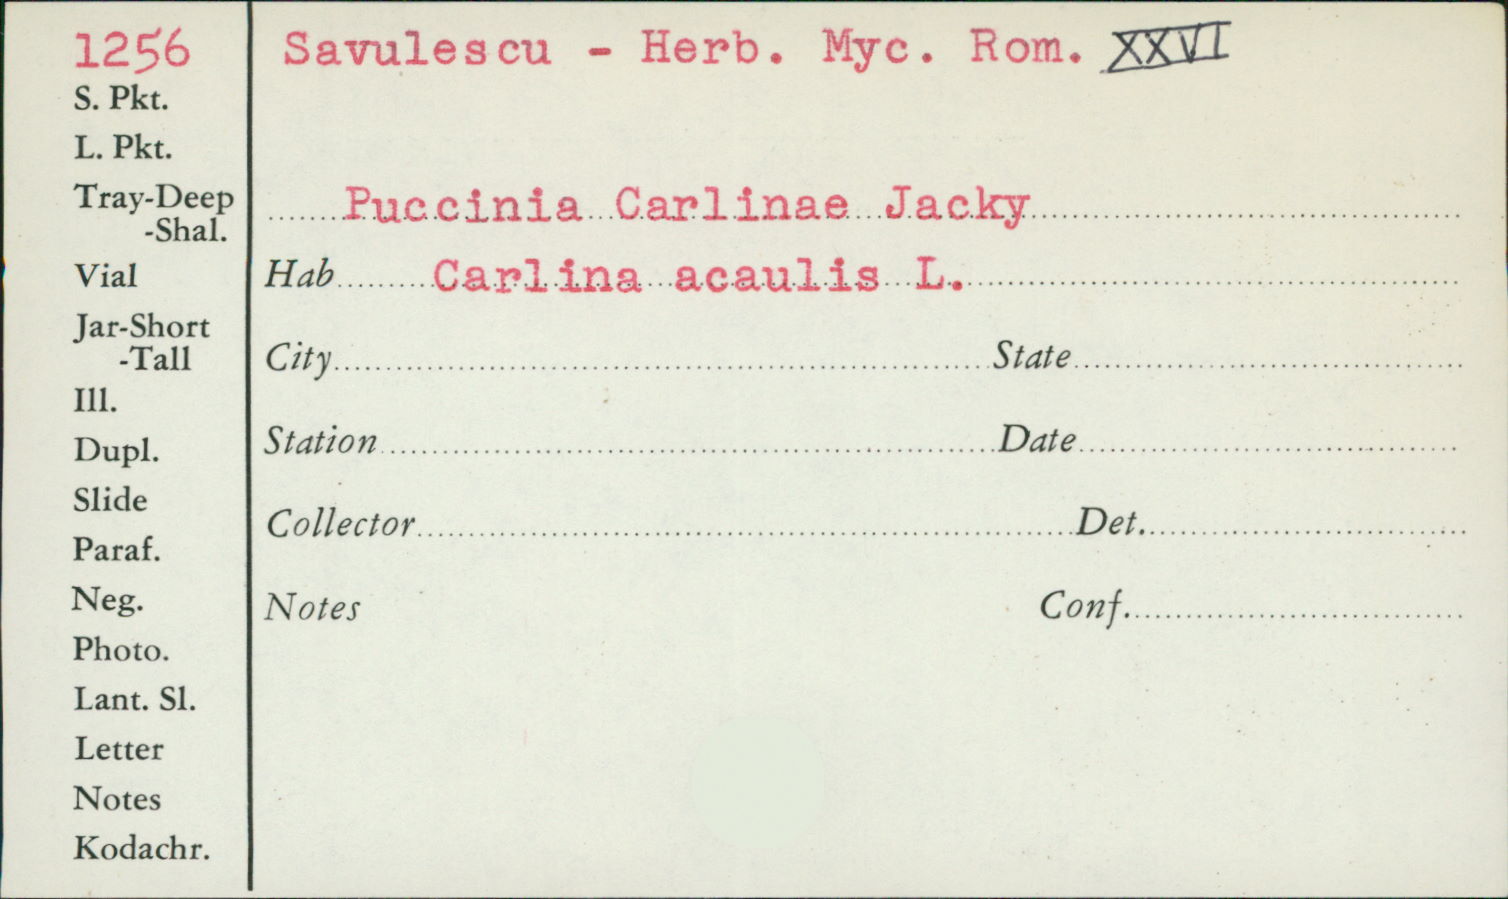 1256
Savulescu - Herb. Myc. Rom. XXVI
S. Pkt.
L. Pkt.
Tray-Deep
-Shal.
Puccinia Carlinae Jacky
Vial
Hab Carlina acaulis L.
Jar-Short
-Tall
City State
Ill.
Dupl.
Station Date
Slide
Collector Det.
Paraf.
Neg.
Notes Conf.
Photo.
Lant. Sl.
Letter
Notes
Kodachr.